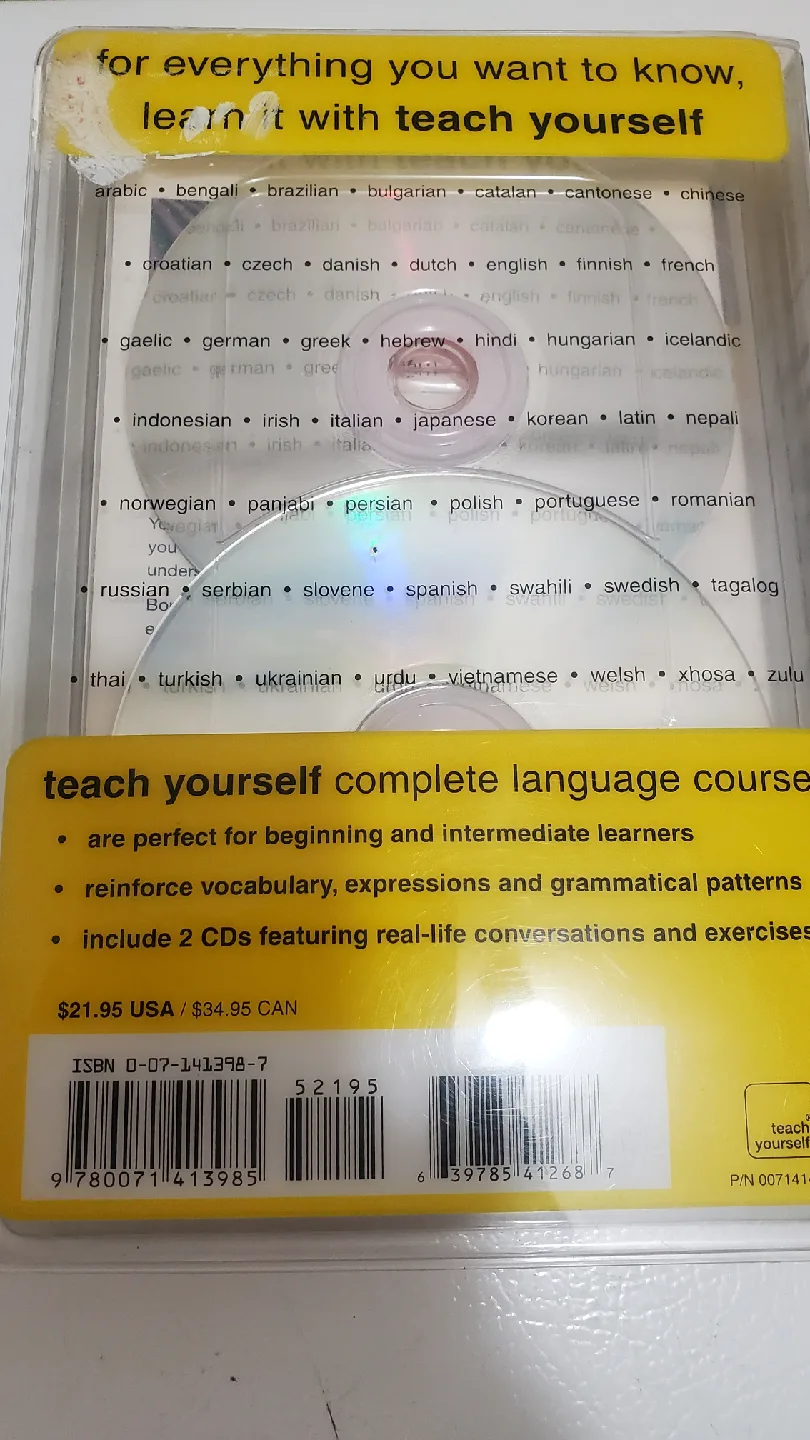 for everything you want to know,
learn it with teach yourself
arabic • bengali • brazilian • bulgarian • catalan • cantonese • chinese
• croatian • czech • danish • dutch • english • finnish • french
• gaelic • german • greek • hebrew • hindi • hungarian • icelandic
• indonesian • irish • italian • japanese • korean • latin • nepali
• norwegian • panjabi • persian • polish • portuguese • romanian
you
under
• russian • serbian • slovene • spanish • swahili • swedish • tagalog
• thai • turkish • ukrainian • urdu • vietnamese • welsh • xhosa • zulu
teach yourself complete language course
• are perfect for beginning and intermediate learners
• reinforce vocabulary, expressions and grammatical patterns
• include 2 CDs featuring real-life conversations and exercises
$21.95 USA / $34.95 CAN
ISBN 0-07-141398-7
52195
9 780071 413985
6 39785 41268 7
teach
yourself
P/N 007141